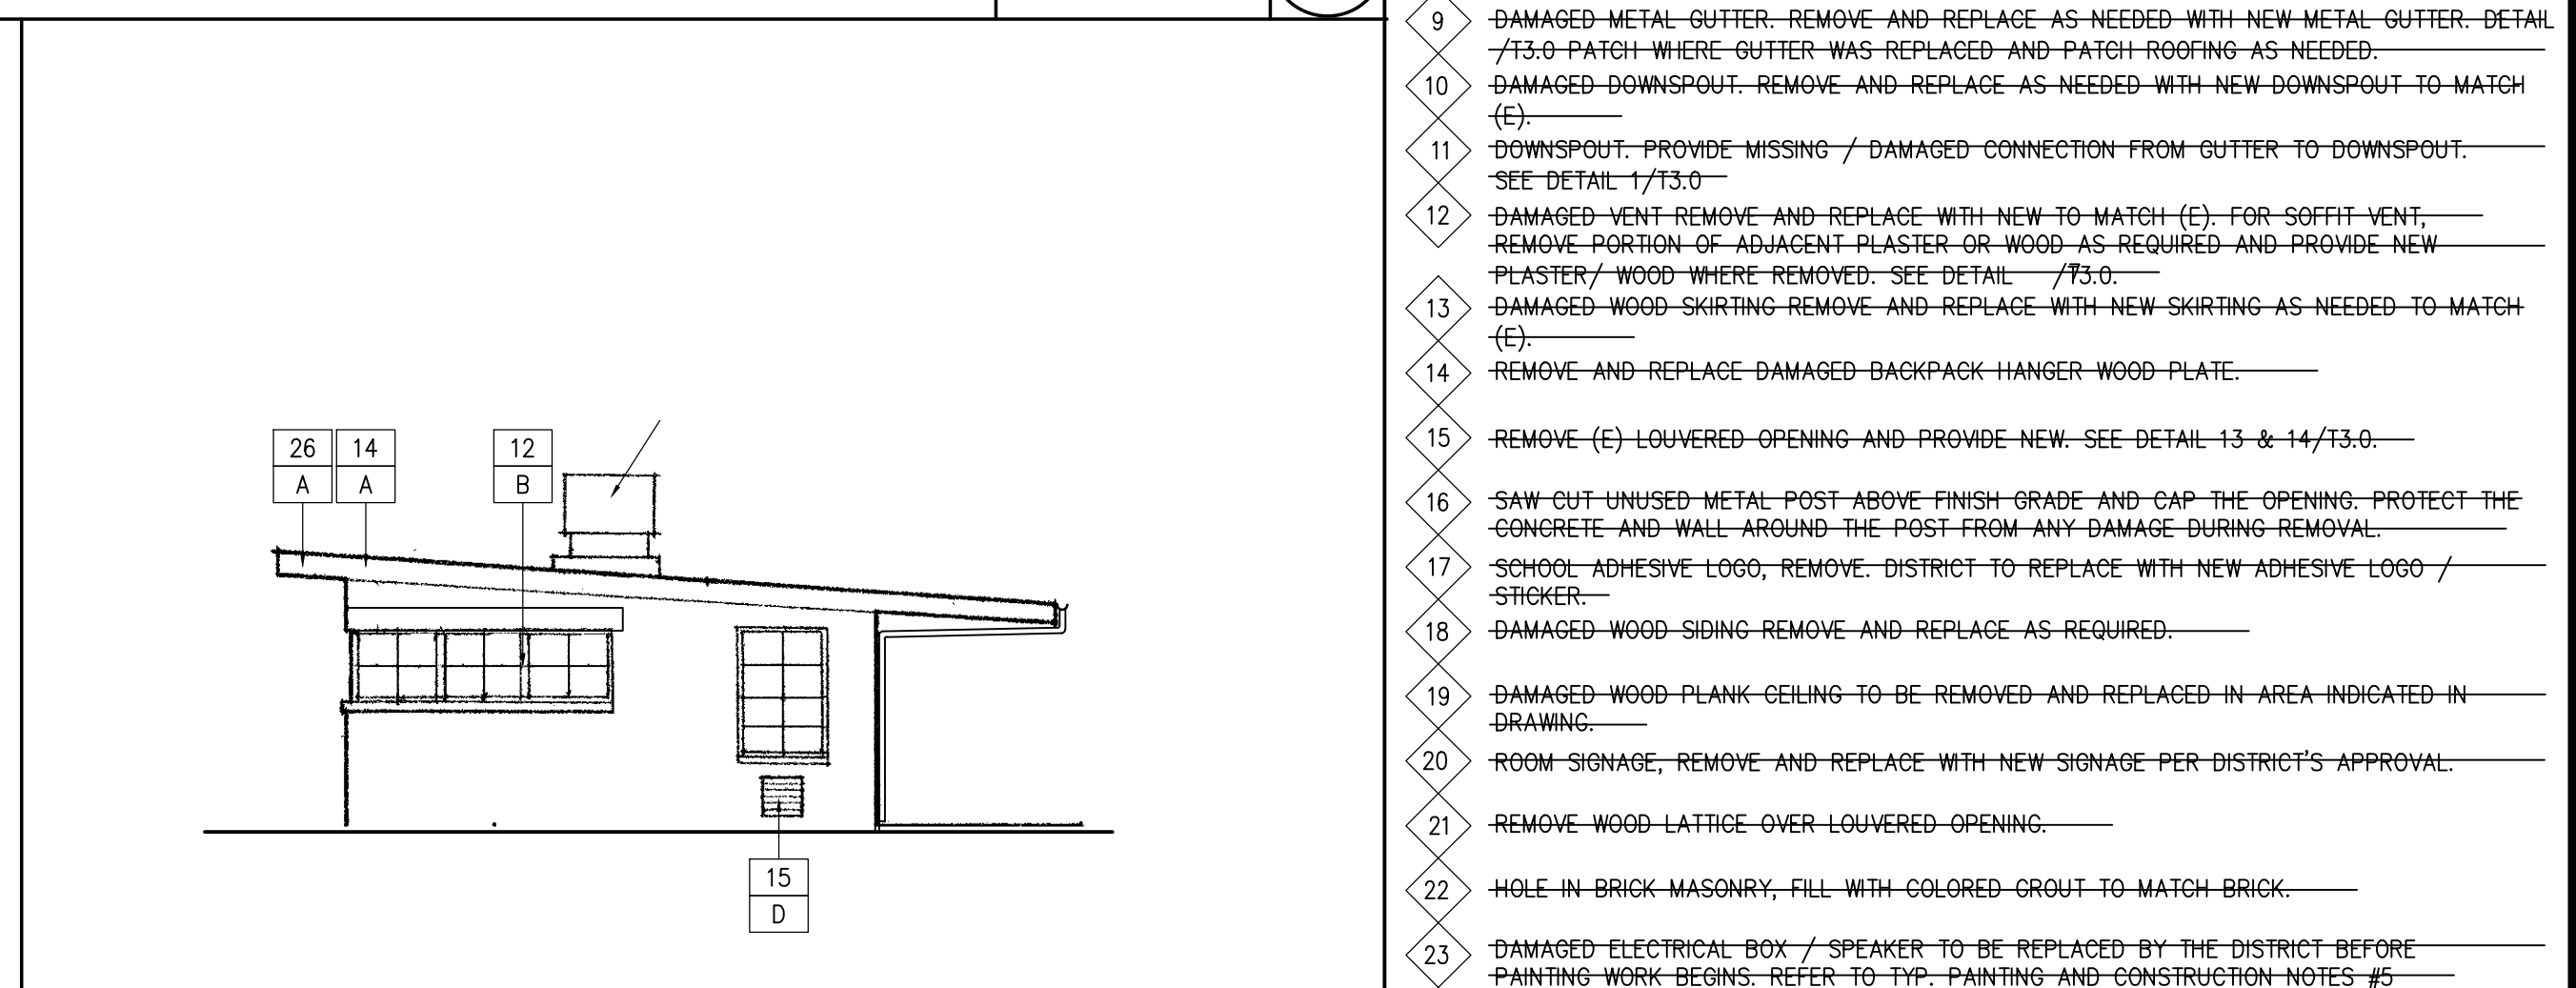 26 14 12
A A B
15
D
9 DAMAGED METAL GUTTER. REMOVE AND REPLACE AS NEEDED WITH NEW METAL GUTTER. DETAIL 1
/T3.0 PATCH WHERE GUTTER WAS REPLACED AND PATCH ROOFING AS NEEDED.
10 DAMAGED DOWNSPOUT. REMOVE AND REPLACE AS NEEDED WITH NEW DOWNSPOUT TO MATCH
(E).
11 DOWNSPOUT. PROVIDE MISSING / DAMAGED CONNECTION FROM GUTTER TO DOWNSPOUT.
SEE DETAIL 1/T3.0
12 DAMAGED VENT REMOVE AND REPLACE WITH NEW TO MATCH (E). FOR SOFFIT VENT,
REMOVE PORTION OF ADJACENT PLASTER OR WOOD AS REQUIRED AND PROVIDE NEW
PLASTER/ WOOD WHERE REMOVED. SEE DETAIL 7/T3.0.
13 DAMAGED WOOD SKIRTING REMOVE AND REPLACE WITH NEW SKIRTING AS NEEDED TO MATCH
(E).
14 REMOVE AND REPLACE DAMAGED BACKPACK HANGER WOOD PLATE.
15 REMOVE (E) LOUVERED OPENING AND PROVIDE NEW. SEE DETAIL 13 & 14/T3.0.
16 SAW CUT UNUSED METAL POST ABOVE FINISH GRADE AND CAP THE OPENING. PROTECT THE
CONCRETE AND WALL AROUND THE POST FROM ANY DAMAGE DURING REMOVAL.
17 SCHOOL ADHESIVE LOGO, REMOVE. DISTRICT TO REPLACE WITH NEW ADHESIVE LOGO /
STICKER.
18 DAMAGED WOOD SIDING REMOVE AND REPLACE AS REQUIRED.
19 DAMAGED WOOD PLANK CEILING TO BE REMOVED AND REPLACED IN AREA INDICATED IN
DRAWING.
20 ROOM SIGNAGE, REMOVE AND REPLACE WITH NEW SIGNAGE PER DISTRICT'S APPROVAL.
21 REMOVE WOOD LATTICE OVER LOUVERED OPENING.
22 HOLE IN BRICK MASONRY, FILL WITH COLORED GROUT TO MATCH BRICK.
23 DAMAGED ELECTRICAL BOX / SPEAKER TO BE REPLACED BY THE DISTRICT BEFORE
PAINTING WORK BEGINS. REFER TO TYP. PAINTING AND CONSTRUCTION NOTES #5